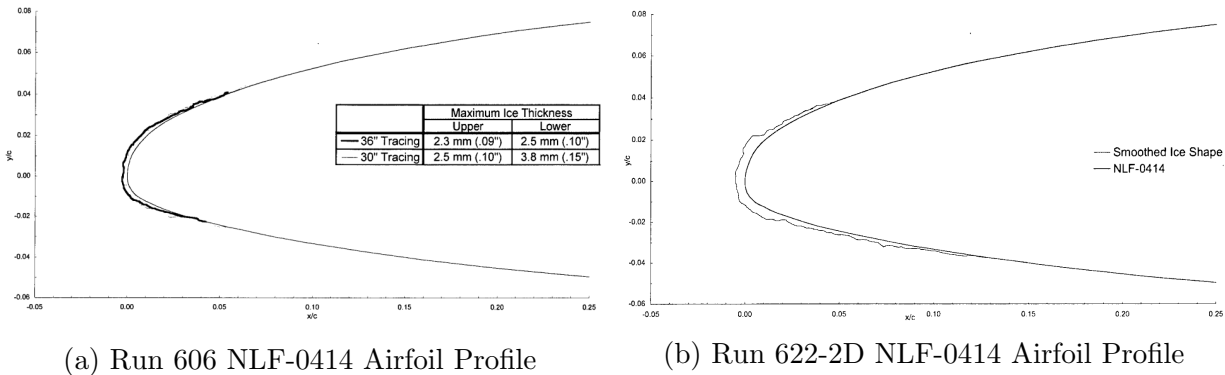 0.08
0.06
0.04
0.02
0.00
-0.02
-0.04
-0.06
y/c
-0.05
0.00
0.05
0.10
0.15
0.20
0.25
x/c
Maximum Ice Thickness
Upper Lower
36" Tracing 2.3 mm (.09") 2.5 mm (.10")
30" Tracing 2.5 mm (.10") 3.8 mm (.15")
(a) Run 606 NLF-0414 Airfoil Profile
0.08
0.06
0.04
0.02
0.00
-0.02
-0.04
-0.06
y/c
-0.05
0.00
0.05
0.10
0.15
0.20
0.25
x/c
Smoothed Ice Shape
NLF-0414
(b) Run 622-2D NLF-0414 Airfoil Profile